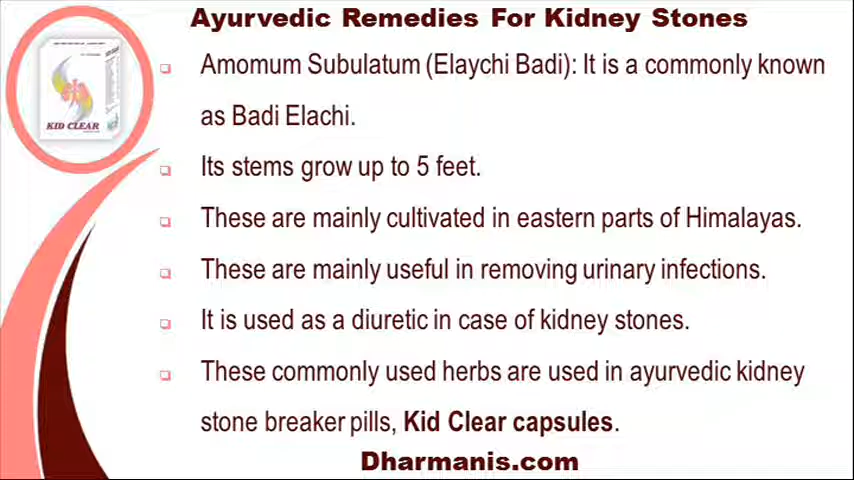 Ayurvedic Remedies For Kidney Stones
Amomum Subulatum (Elaychi Badi): It is a commonly known
as Badi Elachi.
Its stems grow up to 5 feet.
These are mainly cultivated in eastern parts of Himalayas.
These are mainly useful in removing urinary infections.
It is used as a diuretic in case of kidney stones.
These commonly used herbs are used in ayurvedic kidney
stone breaker pills, Kid Clear capsules.
Dharmanis.com
KID CLEAR